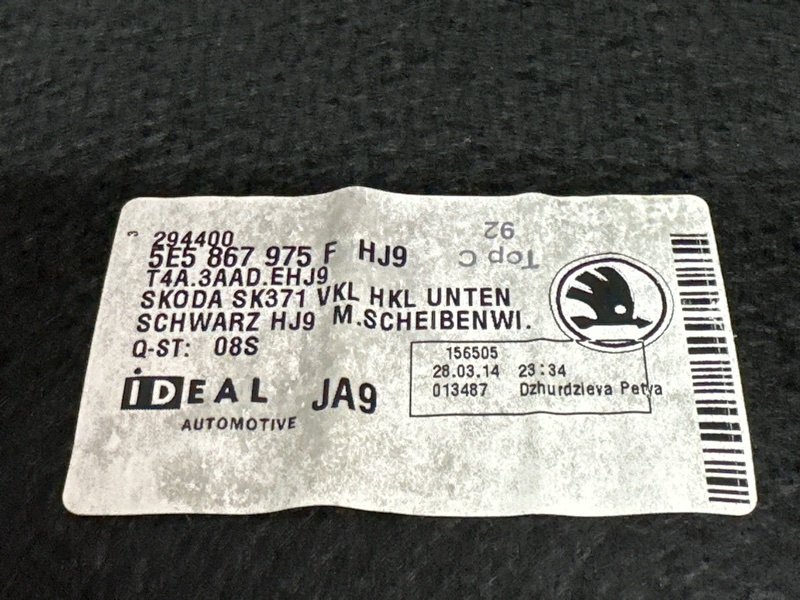 3
294400
5E5 867 975 F HJ9
T4A.3AAD.EHJ9
SKODA SK371 VKL HKL UNTEN
SCHWARZ HJ9 M.SCHEIBENWI.
Q-ST: 08S
iDEAL JA9
AUTOMOTIVE
Top C
92
156505
28.03.14 23:34
013487 Dzhurdzieva Petya